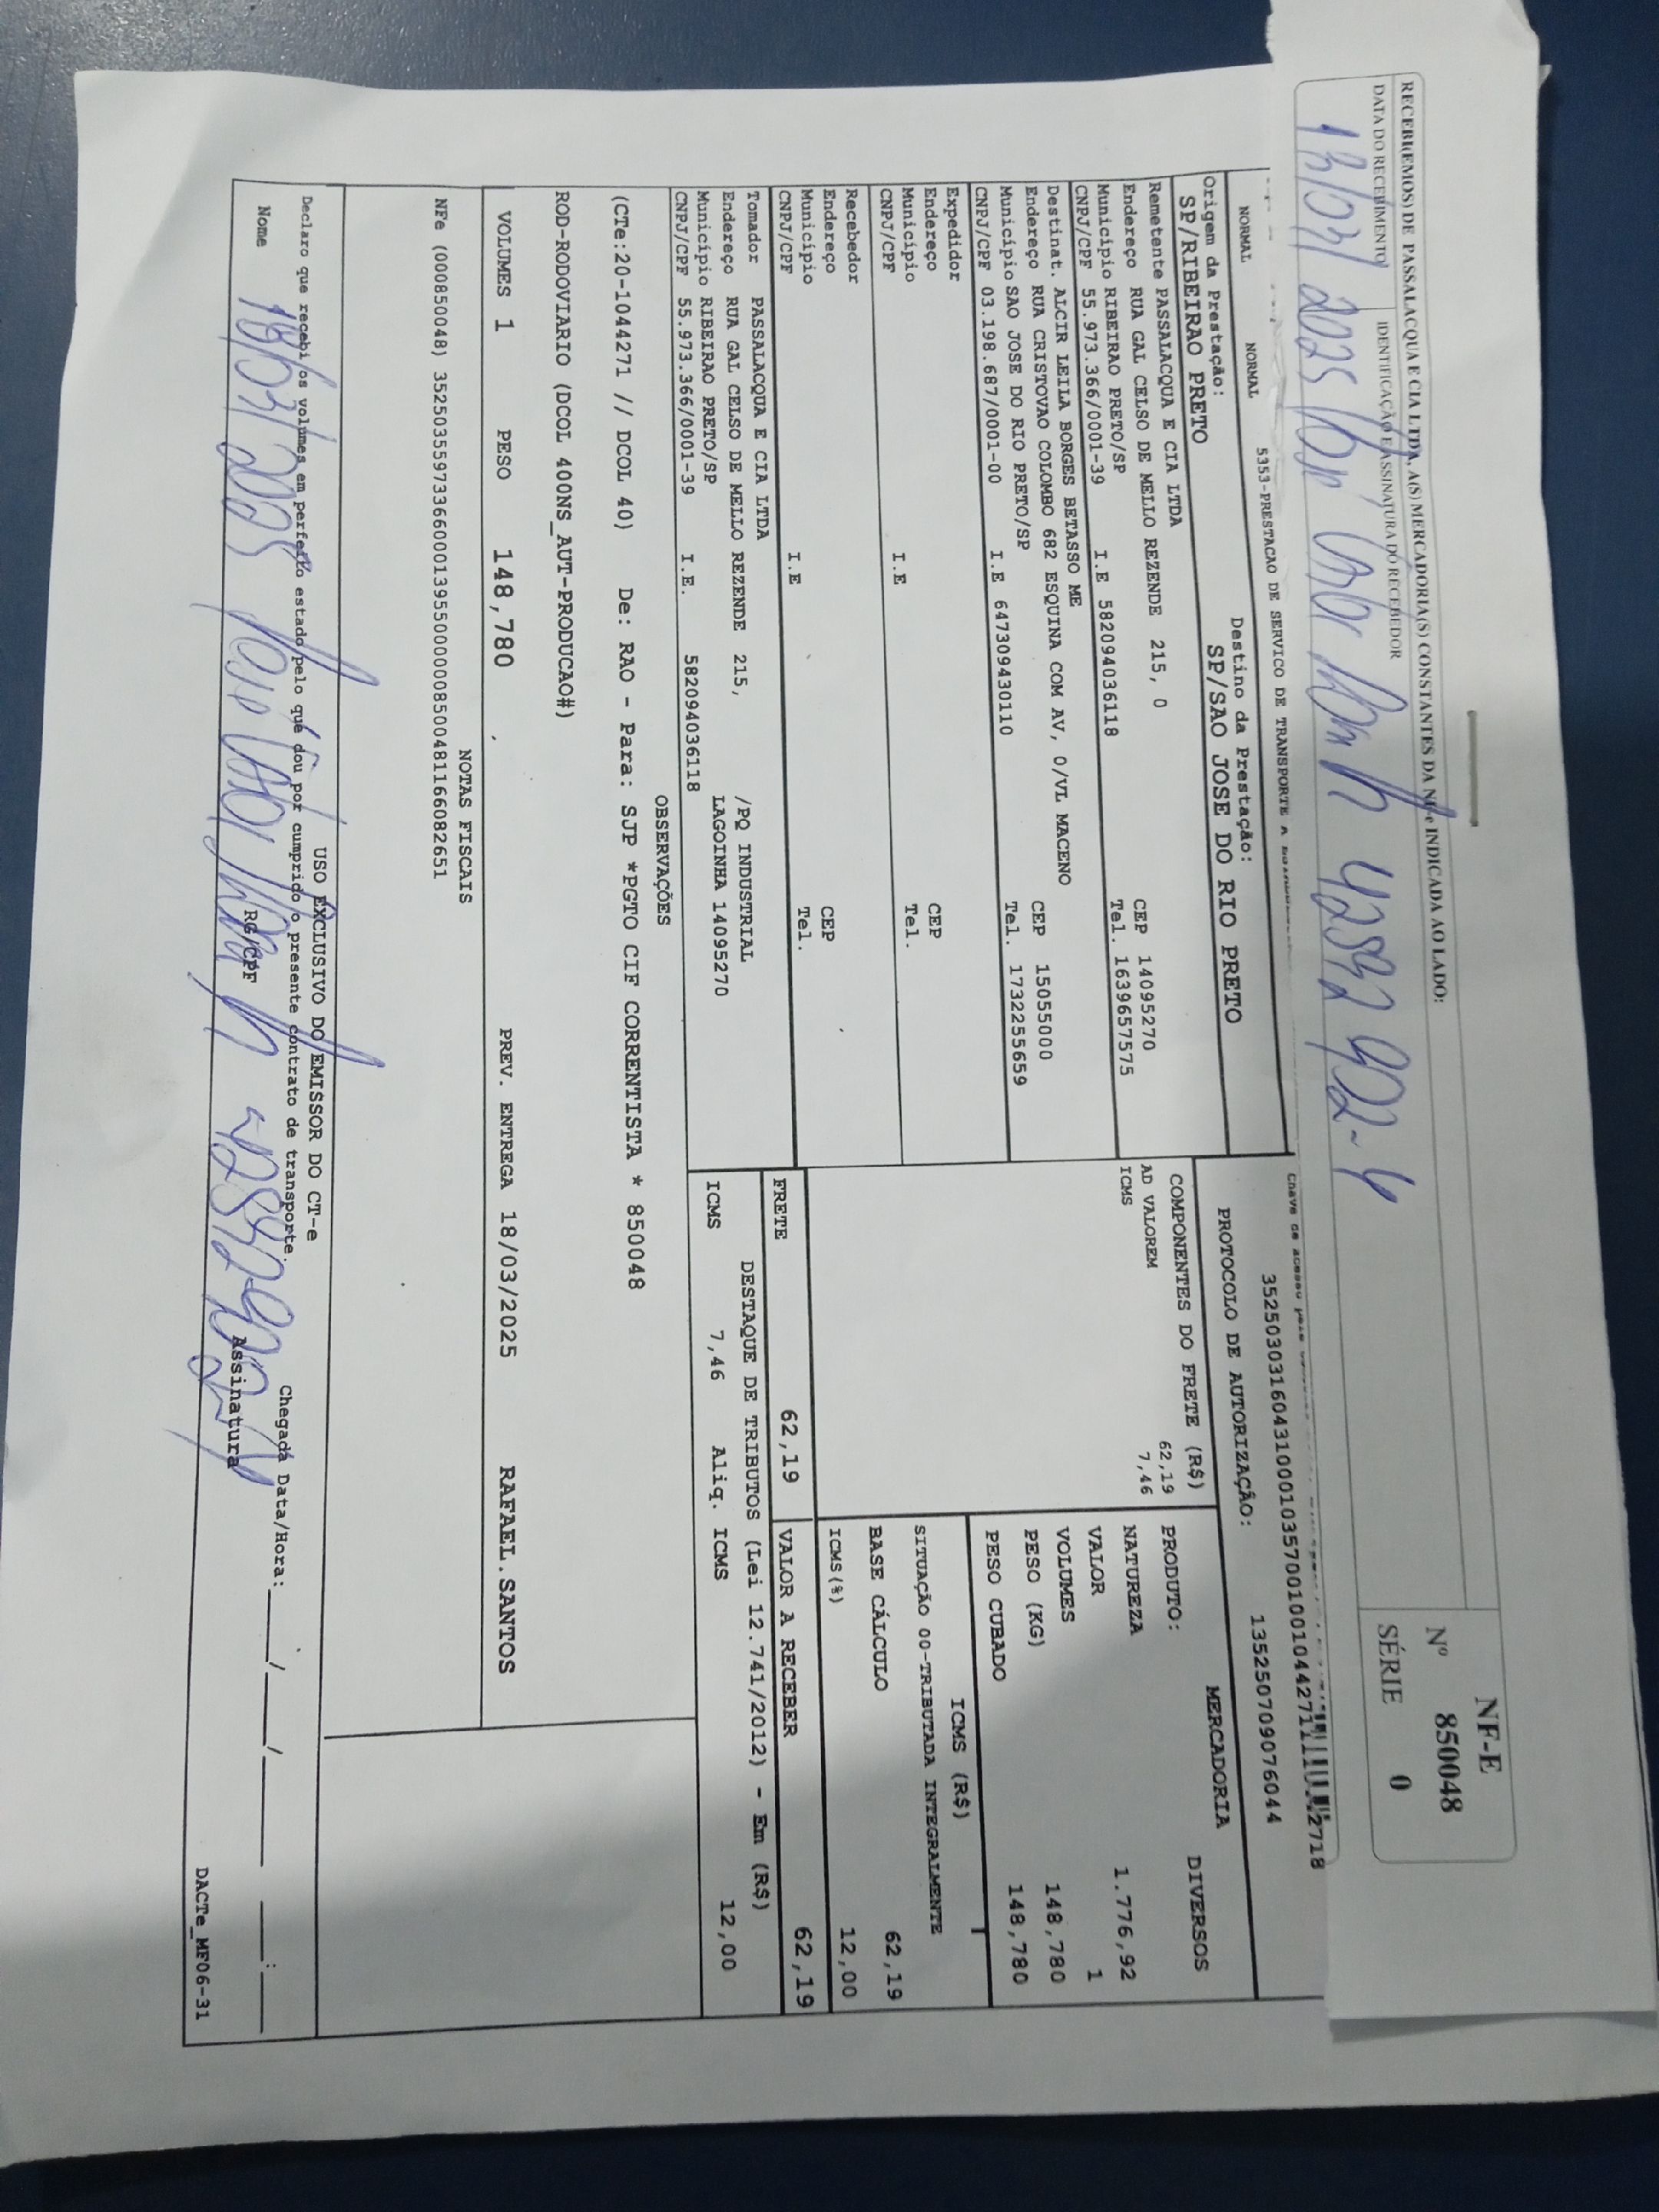 RECEBI(EMOS) DE PASSALACQUA E CIA LTDA, A(S) MERCADORIA(S) CONSTANTES DA NF-e INDICADA AO LADO:
DATA DO RECEBIMENTO
IDENTIFICAÇÃO E ASSINATURA DO RECEBEDOR
NF-E
Nº 850048
SÉRIE 0
NORMAL NORMAL 5353-PRESTACAO DE SERVICO DE TRANSPORTE A
Origem da Prestação: Destino da Prestação:
SP/RIBEIRAO PRETO SP/SAO JOSE DO RIO PRETO
Chave de acesso para
35250303160431000103570010010442711110142718
PROTOCOLO DE AUTORIZAÇÃO: 135250709076044
Remetente PASSALACQUA E CIA LTDA
Endereço RUA GAL CELSO DE MELLO REZENDE 215, 0 CEP 14095270
Município RIBEIRAO PRETO/SP Tel. 1639657575
CNPJ/CPF 55.973.366/0001-39 I.E 582094036118
Destinat. ALCIR LEILA BORGES BETASSO ME
Endereço RUA CRISTOVAO COLOMBO 682 ESQUINA COM AV, 0/VL MACENO CEP 15055000
Município SAO JOSE DO RIO PRETO/SP Tel. 1732255659
CNPJ/CPF 03.198.687/0001-00 I.E 647309430110
Expedidor
Endereço CEP
Município Tel.
CNPJ/CPF I.E
Recebedor
Endereço CEP
Município Tel.
CNPJ/CPF I.E
Tomador PASSALACQUA E CIA LTDA /PQ INDUSTRIAL
Endereço RUA GAL CELSO DE MELLO REZENDE 215, LAGOINHA 14095270
Município RIBEIRAO PRETO/SP
CNPJ/CPF 55.973.366/0001-39 I.E. 582094036118
COMPONENTES DO FRETE (R$)
AD VALOREM 62,19
ICMS 7,46
MERCADORIA
PRODUTO: DIVERSOS
NATUREZA
VALOR 1.776,92
VOLUMES 1
PESO (KG) 148,780
PESO CUBADO 148,780
ICMS (R$)
SITUAÇÃO 00-TRIBUTADA INTEGRALMENTE
BASE CÁLCULO 62,19
ICMS(%) 12,00
FRETE 62,19 VALOR A RECEBER 62,19
DESTAQUE DE TRIBUTOS (Lei 12.741/2012) - Em (R$)
ICMS 7,46 Aliq. ICMS 12,00
OBSERVAÇÕES
(CTe:20-1044271 // DCOL 40) De: RAO - Para: SJP *PGTO CIF CORRENTISTA * 850048
ROD-RODOVIARIO (DCOL 400NS_AUT-PRODUCAO#)
VOLUMES 1 PESO 148,780 PREV. ENTREGA 18/03/2025 RAFAEL.SANTOS
NOTAS FISCAIS
NFe (000850048) 35250355973366000139550000008500481166082651
USO EXCLUSIVO DO EMISSOR DO CT-e
Declaro que recebi os volumes em perfeito estado pelo que dou por cumprido o presente contrato de transporte.
Chegada Data/Hora:____/____/____ ___:___
Nome RG/CPF Assinatura
DACTe_MF06-31